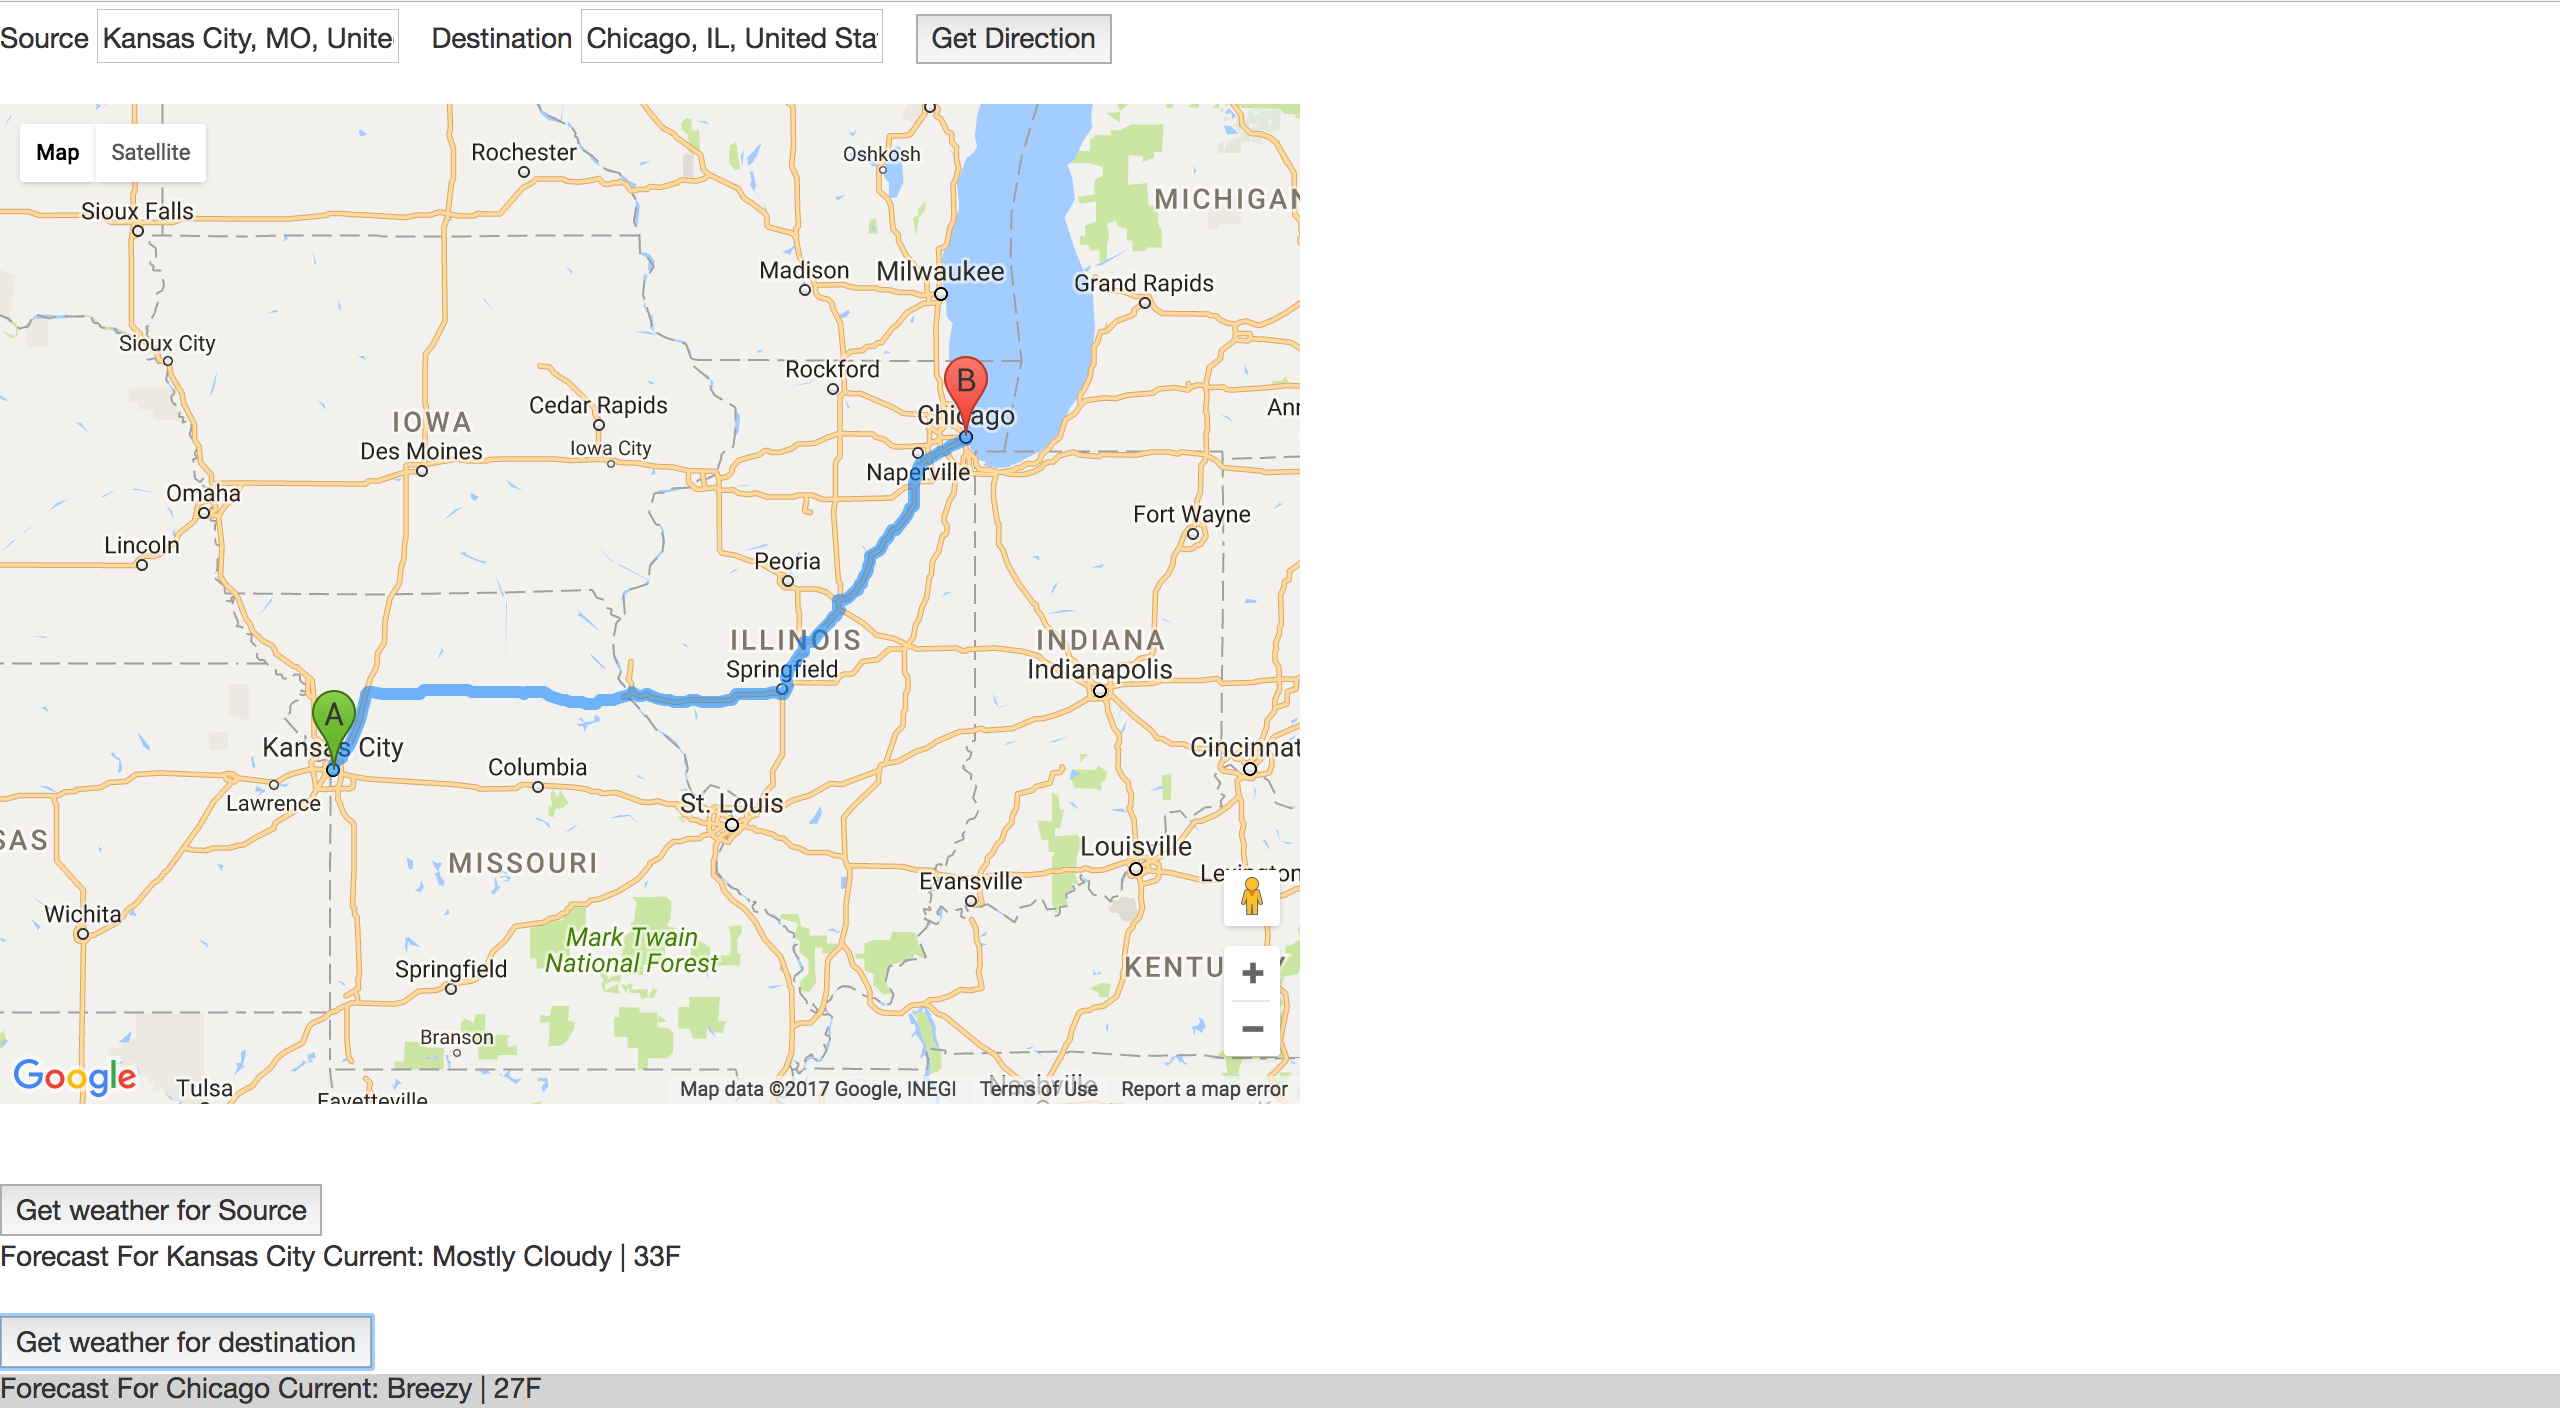 Source Kansas City, MO, Unite Destination Chicago, IL, United Sta Get Direction
Map Satellite
Rochester
Oshkosh
MICHIGAN
Sioux Falls
Madison Milwaukee
Grand Rapids
Sioux City
Rockford
B
Cedar Rapids
Ann
Chicago
IOWA
Des Moines
Iowa City
Naperville
Omaha
Fort Wayne
Lincoln
Peoria
ILLINOIS
INDIANA
Springfield
Indianapolis
A
Kansas City
Cincinnat
Columbia
Lawrence
St. Louis
SAS
Louisville
MISSOURI
Lexington
Evansville
Wichita
Mark Twain
National Forest
Springfield
KENTU Y
+
Branson
−
Google
Tulsa
Fayetteville
Nashville
Map data ©2017 Google, INEGI Terms of Use Report a map error
Get weather for Source
Forecast For Kansas City Current: Mostly Cloudy | 33F
Get weather for destination
Forecast For Chicago Current: Breezy | 27F